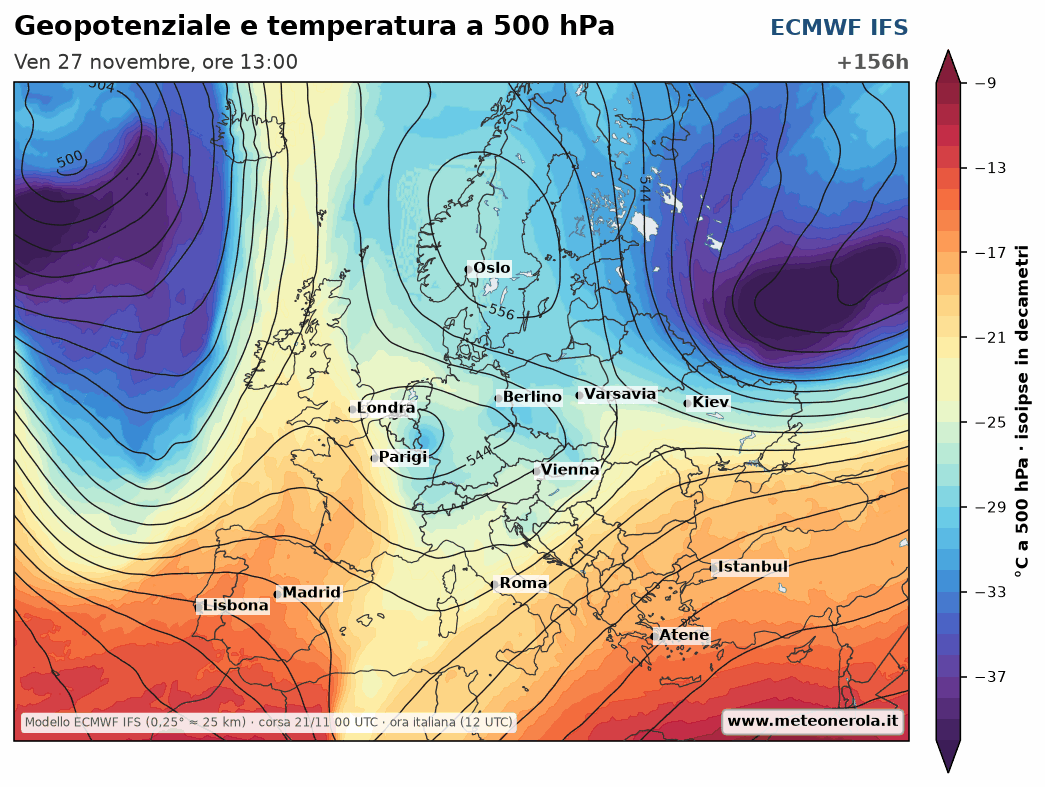 Geopotenziale e temperatura a 500 hPa
ECMWF IFS
Ven 27 novembre, ore 13:00
+156h
504
500
544
Oslo
556
Berlino
Varsavia
Kiev
Londra
Parigi
544
Vienna
Istanbul
Roma
Madrid
Lisbona
Atene
Modello ECMWF IFS (0,25° ≈ 25 km) · corsa 21/11 00 UTC · ora italiana (12 UTC)
www.meteonerola.it
−9
−13
−17
−21
−25
−29
−33
−37
°C a 500 hPa · isoipse in decametri